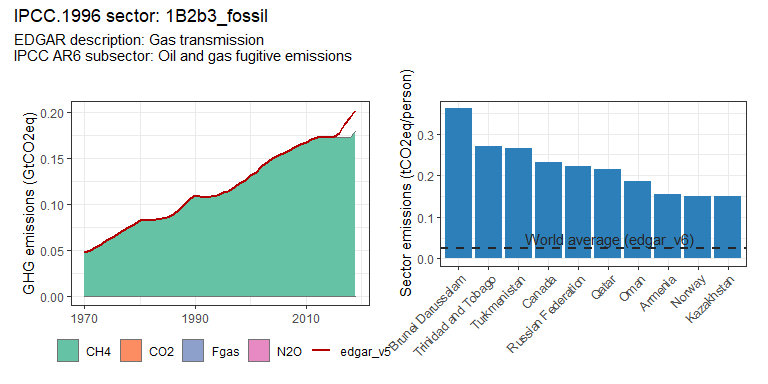 IPCC.1996 sector: 1B2b3_fossil
EDGAR description: Gas transmission
IPCC AR6 subsector: Oil and gas fugitive emissions
GHG emissions (GtCO2eq)
0.20
0.15
0.10
0.05
0.00
1970
1990
2010
CH4
CO2
Fgas
N2O
edgar_v5
Sector emissions (tCO2eq/person)
0.3
0.2
0.1
0.0
World average (edgar_v6)
Brunei Darussalam
Trinidad and Tobago
Turkmenistan
Canada
Russian Federation
Qatar
Oman
Armenia
Norway
Kazakhstan